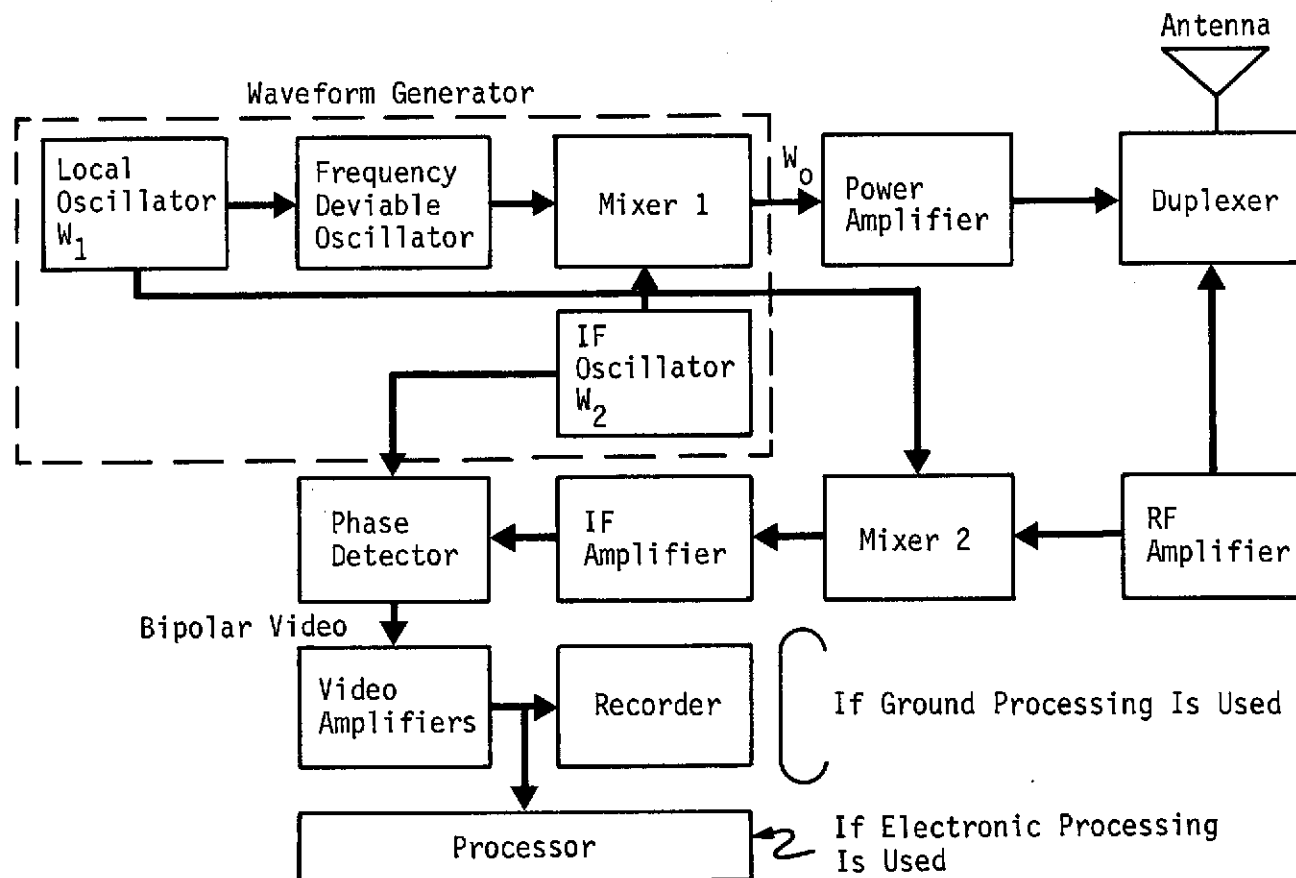 Antenna
Waveform Generator
Local
Oscillator
W1
Frequency
Deviable
Oscillator
Mixer 1
Wo
Power
Amplifier
Duplexer
IF
Oscillator
W2
Phase
Detector
IF
Amplifier
Mixer 2
RF
Amplifier
Bipolar Video
Video
Amplifiers
Recorder
If Ground Processing Is Used
Processor
If Electronic Processing
Is Used